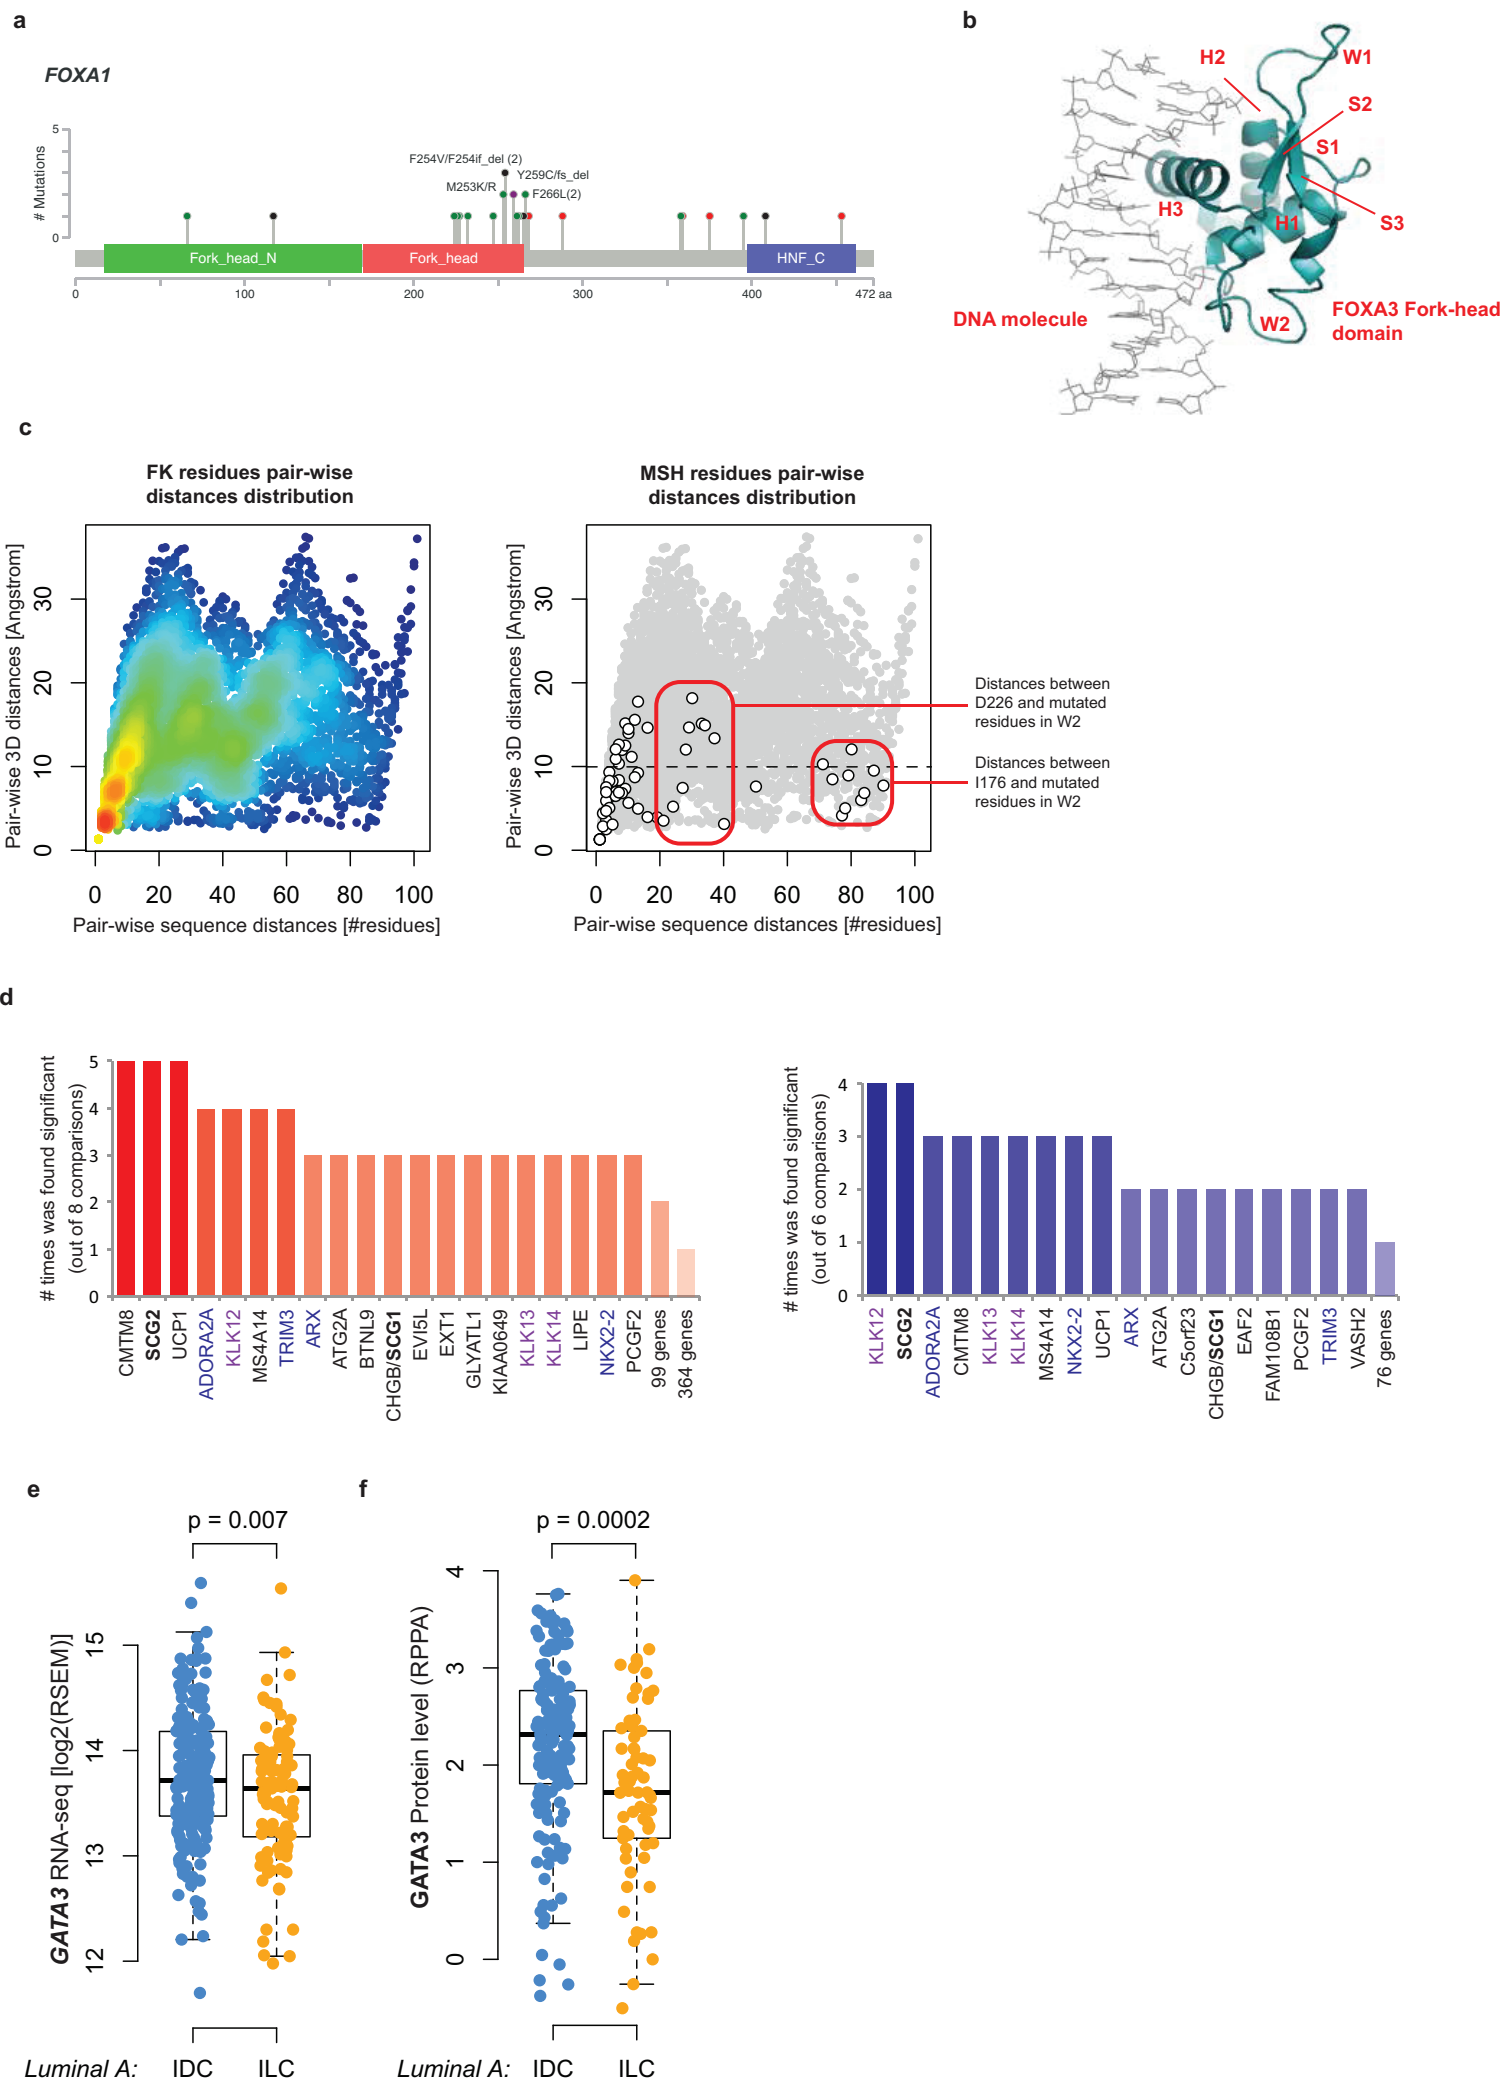 a
FOXA1
# Mutations
5
0
F254V/F254if_del (2)
Y259C/fs_del
M253K/R
F266L(2)
Fork_head_N
Fork_head
HNF_C
0
100
200
300
400
472 aa
b
H2
W1
S2
S1
H3
H1
S3
W2
DNA molecule
FOXA3 Fork-head
domain
c
FK residues pair-wise
distances distribution
Pair-wise 3D distances [Angstrom]
30
20
10
0
0 20 40 60 80 100
Pair-wise sequence distances [#residues]
MSH residues pair-wise
distances distribution
Pair-wise 3D distances [Angstrom]
30
20
10
0
0 20 40 60 80 100
Pair-wise sequence distances [#residues]
Distances between
D226 and mutated
residues in W2
Distances between
I176 and mutated
residues in W2
d
# times was found significant
(out of 8 comparisons)
5
4
3
2
1
0
CMTM8
SCG2
UCP1
ADORA2A
KLK12
MS4A14
TRIM3
ARX
ATG2A
BTNL9
CHGB/SCG1
EVI5L
EXT1
GLYATL1
KIAA0649
KLK13
KLK14
LIPE
NKX2-2
PCGF2
99 genes
364 genes
# times was found significant
(out of 6 comparisons)
4
3
2
1
0
KLK12
SCG2
ADORA2A
CMTM8
KLK13
KLK14
MS4A14
NKX2-2
UCP1
ARX
ATG2A
C5orf23
CHGB/SCG1
EAF2
FAM108B1
PCGF2
TRIM3
VASH2
76 genes
e
p = 0.007
GATA3 RNA-seq [log2(RSEM)]
15
14
13
12
Luminal A: IDC ILC
f
p = 0.0002
GATA3 Protein level (RPPA)
4
3
2
1
0
Luminal A: IDC ILC